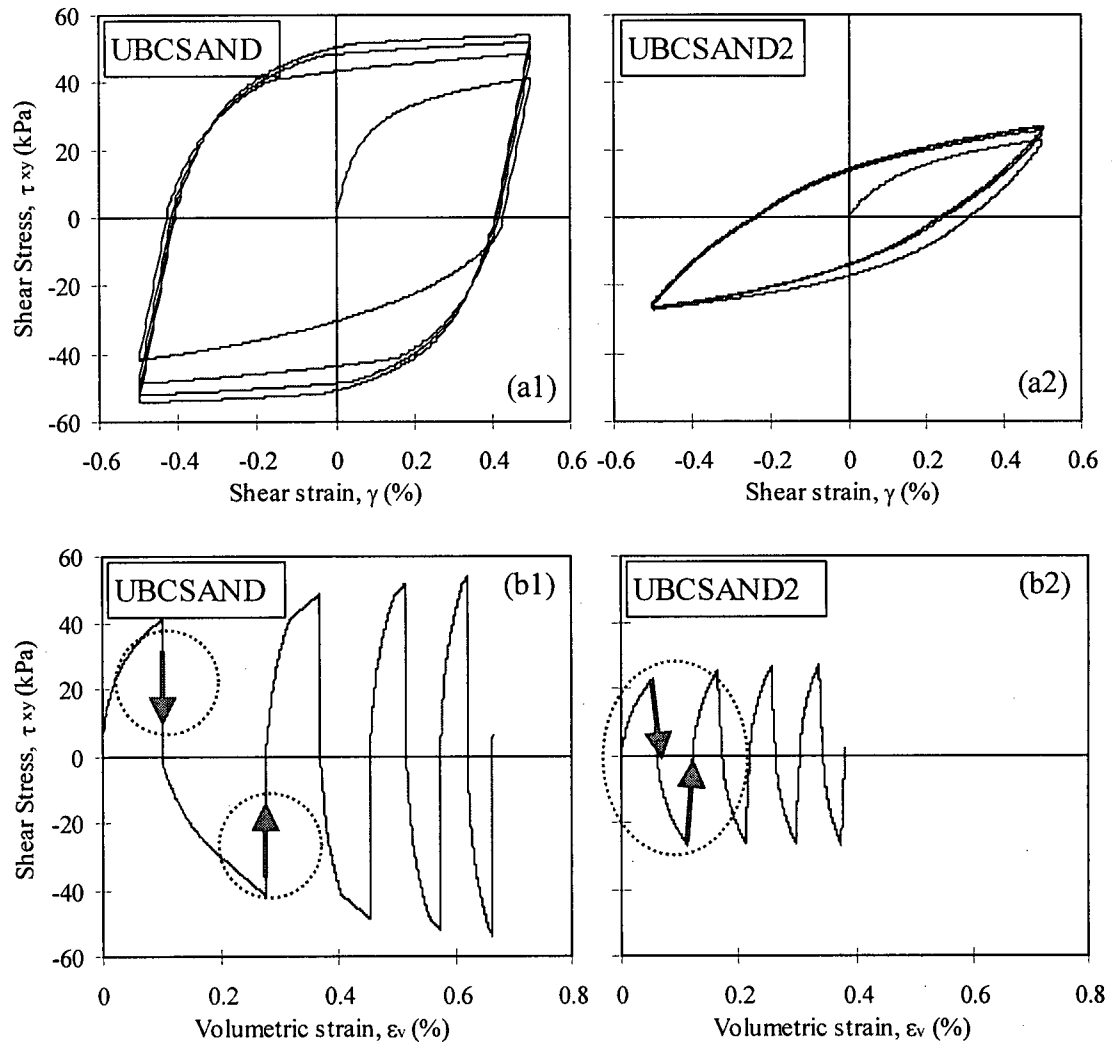 UBCSAND
UBCSAND2
60
40
20
0
-20
-40
-60
Shear Stress, τxy (kPa)
(a1)
(a2)
-0.6 -0.4 -0.2 0 0.2 0.4 0.6
Shear strain, γ (%)
-0.6 -0.4 -0.2 0 0.2 0.4 0.6
Shear strain, γ (%)
UBCSAND
(b1)
UBCSAND2
(b2)
60
40
20
0
-20
-40
-60
Shear Stress, τxy (kPa)
0 0.2 0.4 0.6 0.8
Volumetric strain, εv (%)
0 0.2 0.4 0.6 0.8
Volumetric strain, εv (%)